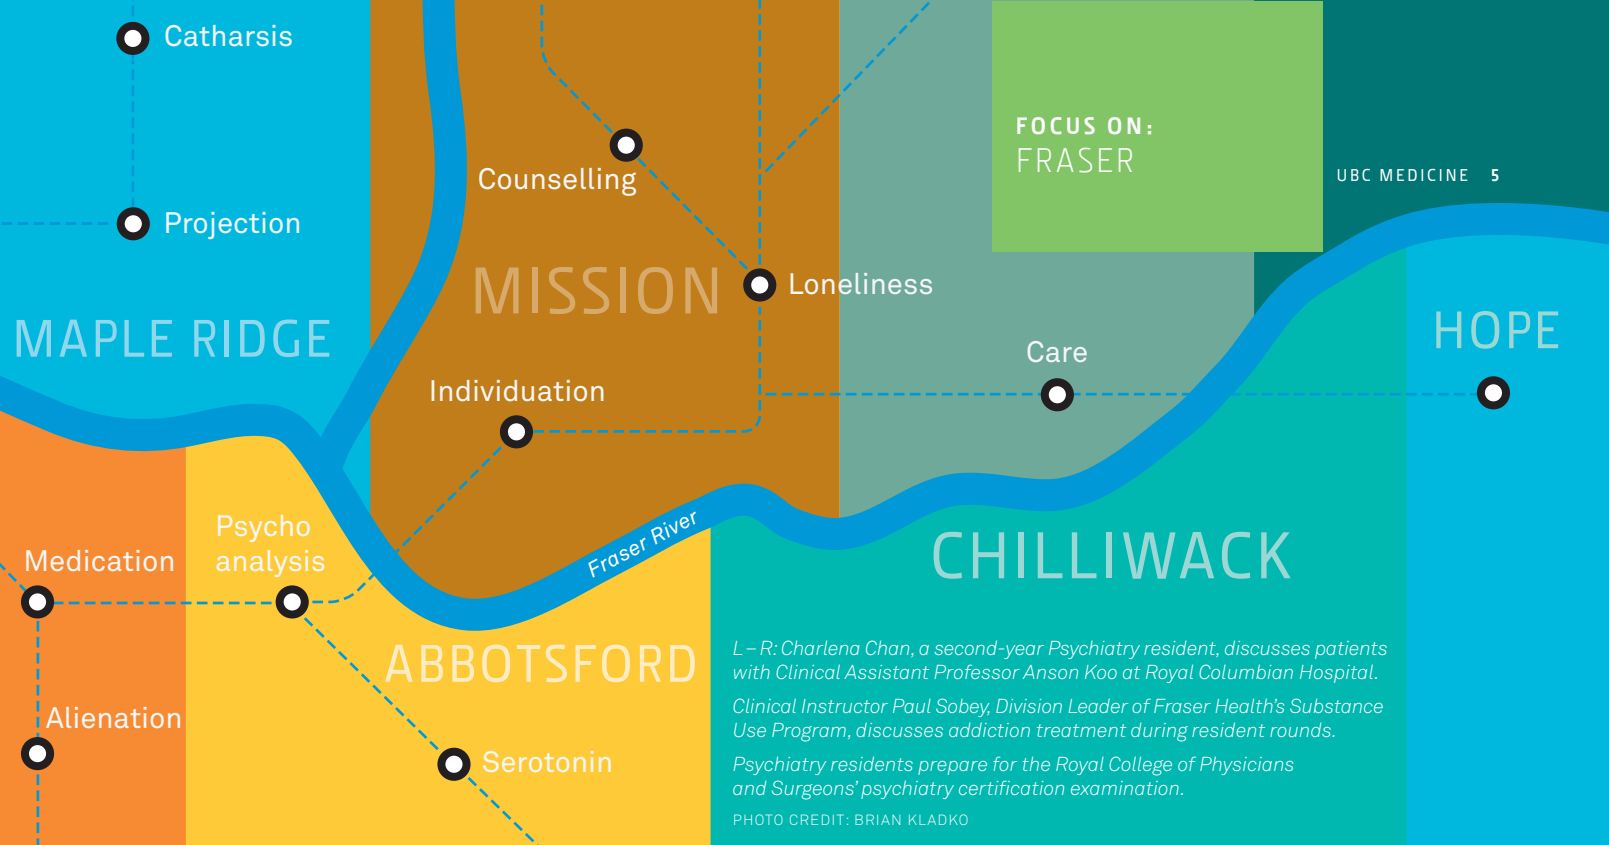 Catharsis
FOCUS ON:
FRASER
Counselling
UBC MEDICINE 5
Projection
MISSION
Loneliness
MAPLE RIDGE
HOPE
Care
Individuation
Fraser River
Psycho
analysis
Medication
CHILLIWACK
ABBOTSFORD
Alienation
Serotonin
L–R: Charlena Chan, a second-year Psychiatry resident, discusses patients
with Clinical Assistant Professor Anson Koo at Royal Columbian Hospital.
Clinical Instructor Paul Sobey, Division Leader of Fraser Health’s Substance
Use Program, discusses addiction treatment during resident rounds.
Psychiatry residents prepare for the Royal College of Physicians
and Surgeons’ psychiatry certification examination.
PHOTO CREDIT: BRIAN KLADKO